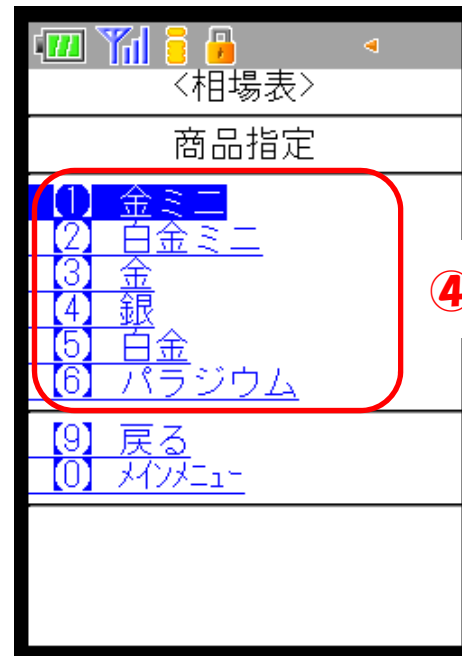 <相場表>
商品指定
(1) 金ミニ
(2) 白金ミニ
(3) 金
(4) 銀
(5) 白金
(6) パラジウム
④
(9) 戻る
(0) メインメニュー